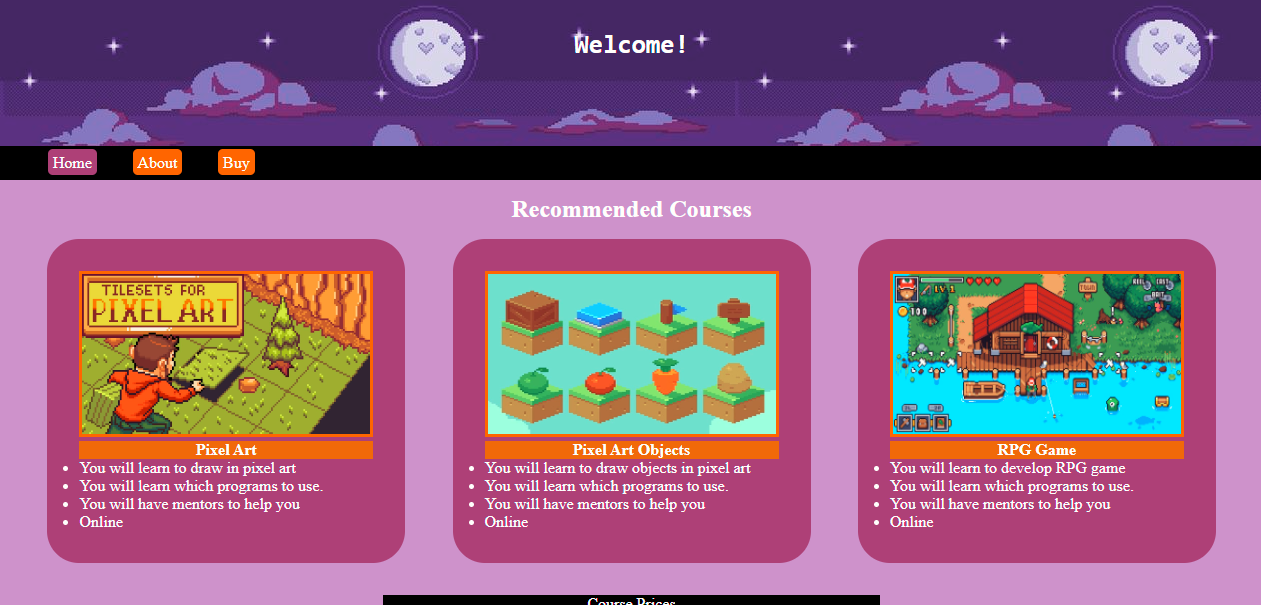 Welcome!
Home About Buy
Recommended Courses
TILESETS FOR
PIXEL ART
Pixel Art
You will learn to draw in pixel art
You will learn which programs to use.
You will have mentors to help you
Online
Pixel Art Objects
You will learn to draw objects in pixel art
You will learn which programs to use.
You will have mentors to help you
Online
LV 1
100
TOWN
RPG Game
You will learn to develop RPG game
You will learn which programs to use.
You will have mentors to help you
Online
Course Prices